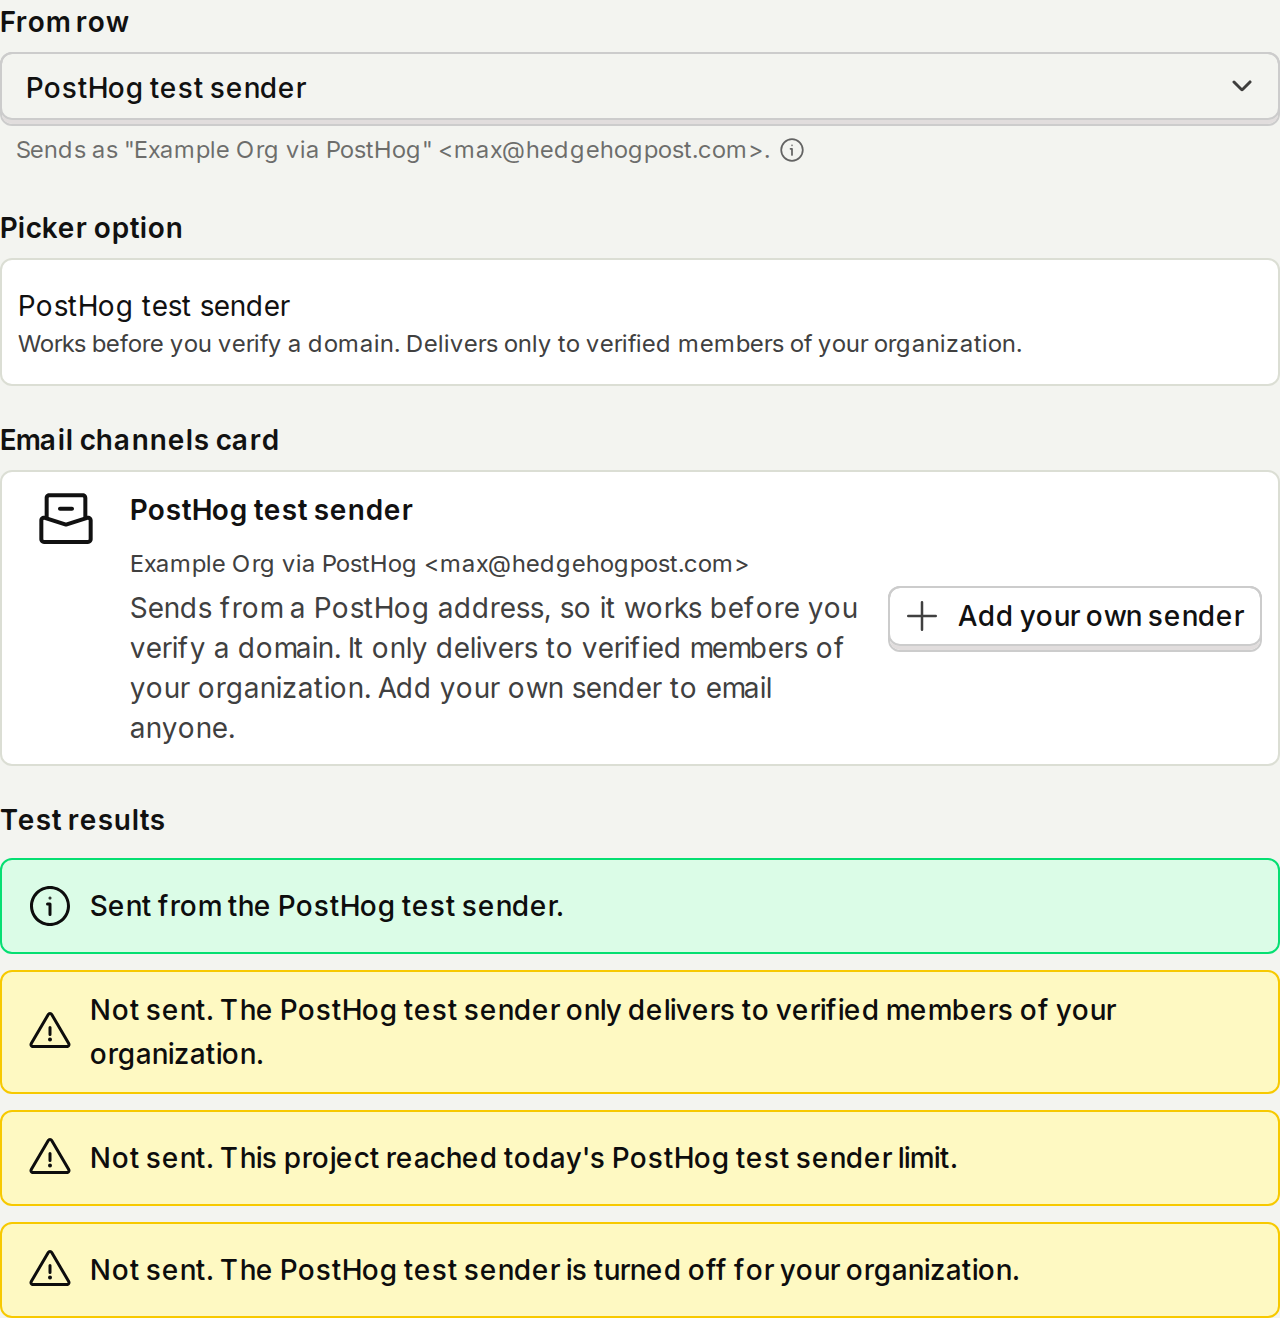 From row
PostHog test sender
Sends as "Example Org via PostHog" <max@hedgehogpost.com>.
Picker option
PostHog test sender
Works before you verify a domain. Delivers only to verified members of your organization.
Email channels card
PostHog test sender
Example Org via PostHog <max@hedgehogpost.com>
Sends from a PostHog address, so it works before you
verify a domain. It only delivers to verified members of
your organization. Add your own sender to email
anyone.
Add your own sender
Test results
Sent from the PostHog test sender.
Not sent. The PostHog test sender only delivers to verified members of your
organization.
Not sent. This project reached today's PostHog test sender limit.
Not sent. The PostHog test sender is turned off for your organization.